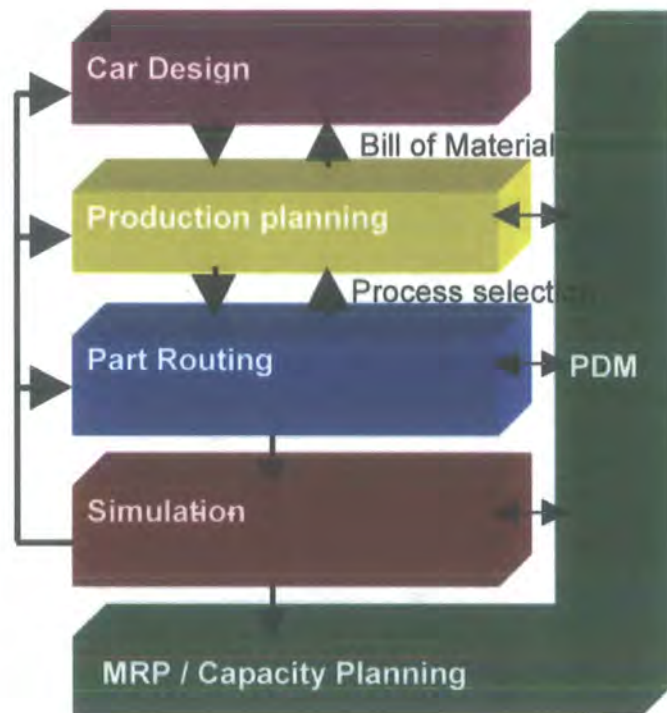 Car Design
Bill of Material
Production planning
Process selection
Part Routing
PDM
Simulation
MRP / Capacity Planning